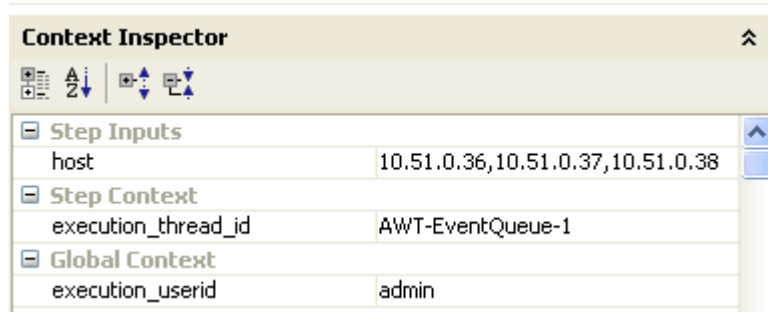 Context Inspector
Step Inputs
host 10.51.0.36,10.51.0.37,10.51.0.38
Step Context
execution_thread_id AWT-EventQueue-1
Global Context
execution_userid admin